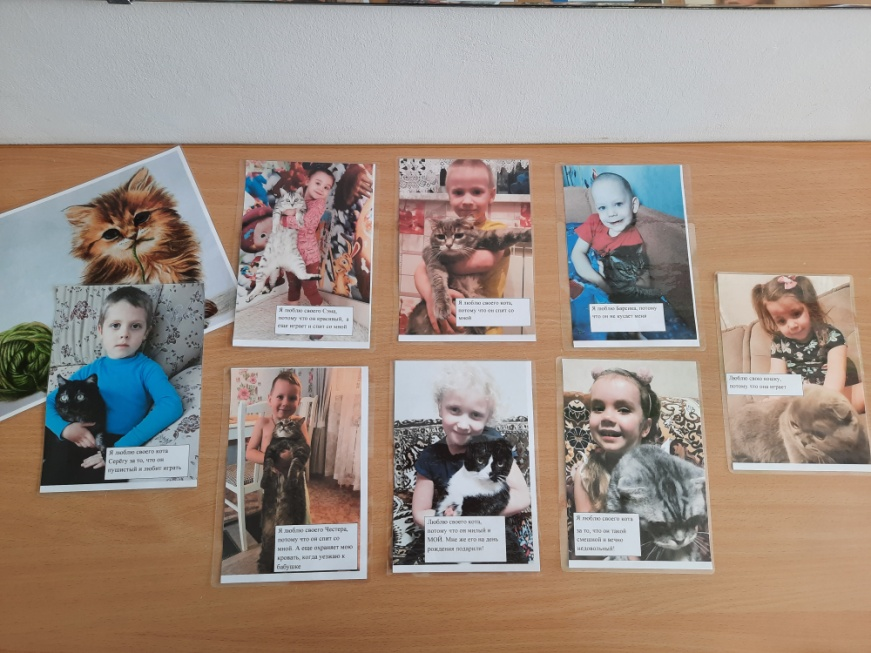 Я люблю своего Сэма,
потому что он красивый, а
еще играет и спит со мной
Я люблю своего кота,
потому что он спит со
мной
Я люблю Барсика, потому
что он не кусает меня
Люблю свою кошку,
потому что она играет
Я люблю своего кота
Серёгу за то, что он
пушистый и любит играть
Я люблю своего Честера,
потому что он спит со
мной. А еще охраняет мою
кровать, когда уезжаю к
бабушке
Люблю своего кота,
потому что он милый и
МОЙ. Мне же его на день
рождения подарили!
Я люблю своего кота
за то, что он такой
смешной и вечно
недовольный!